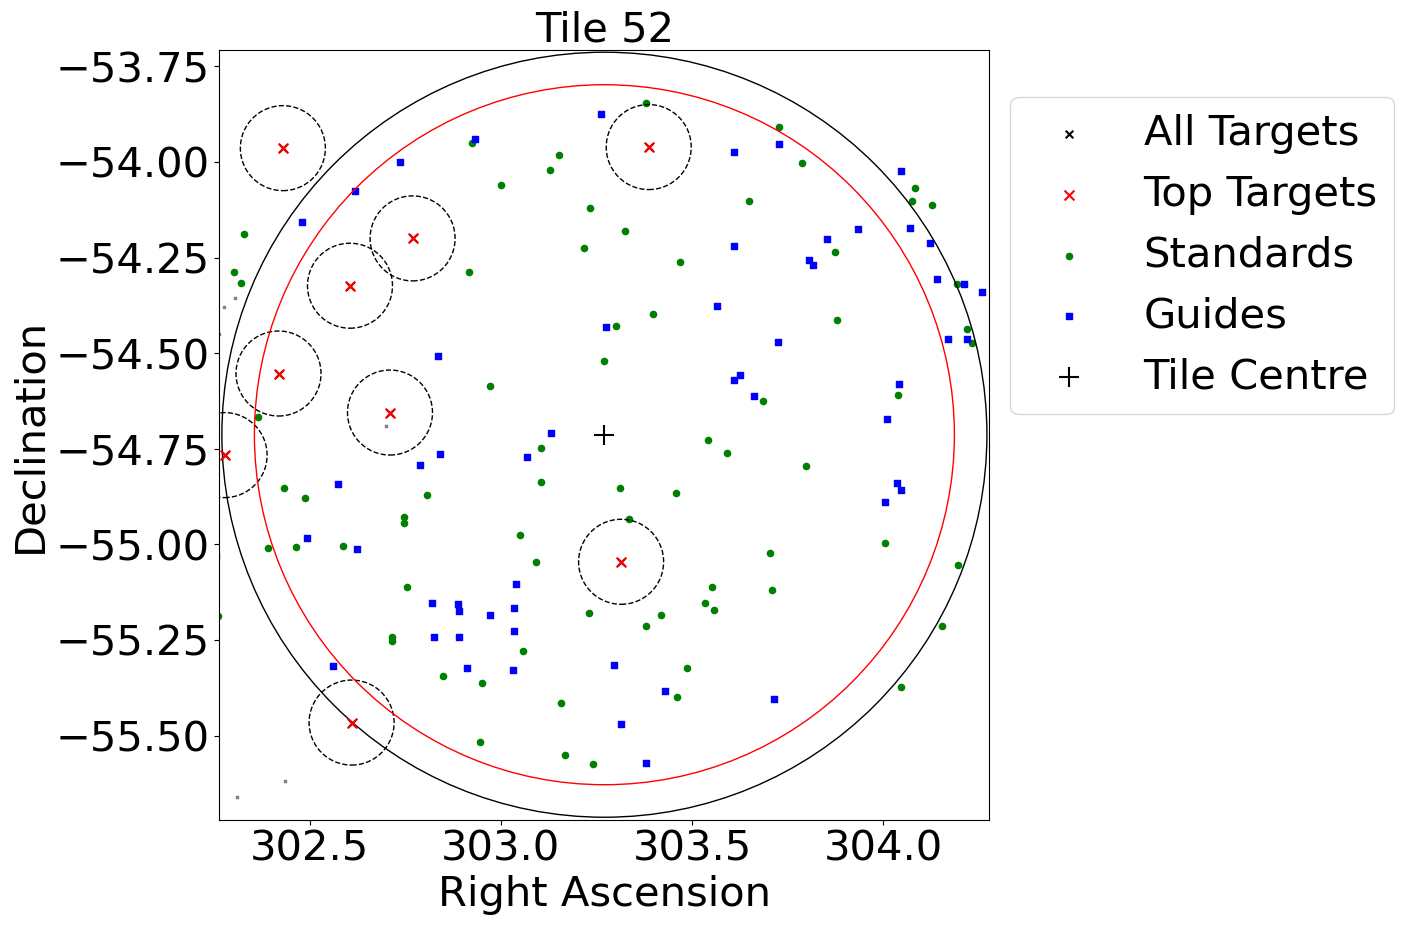 Tile 52
−53.75
−54.00
−54.25
−54.50
−54.75
−55.00
−55.25
−55.50
Declination
302.5 303.0 303.5 304.0
Right Ascension
All Targets
Top Targets
Standards
Guides
Tile Centre